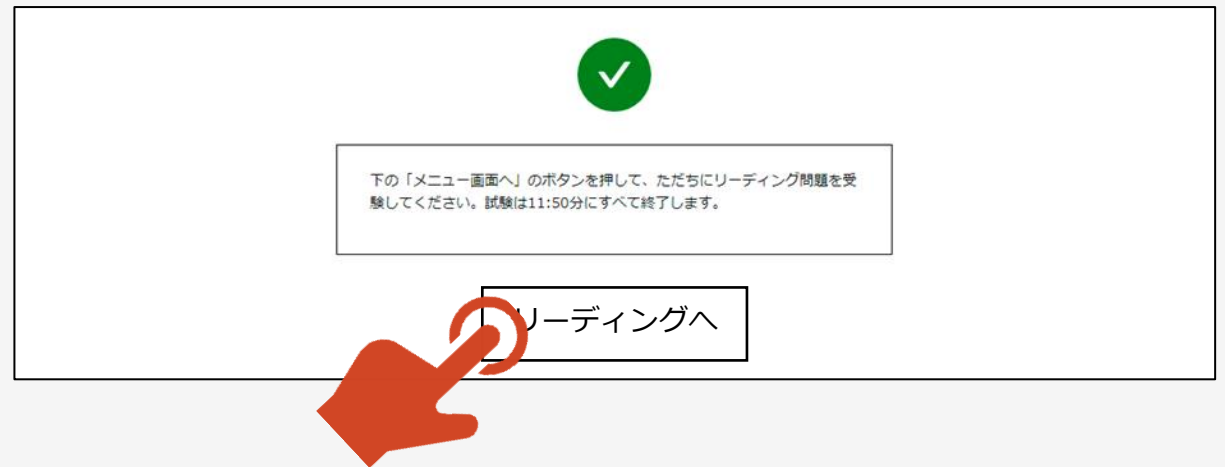 下の「メニュー画面へ」のボタンを押して、ただちにリーディング問題を受
験してください。試験は11:50分にすべて終了します。
リーディングへ